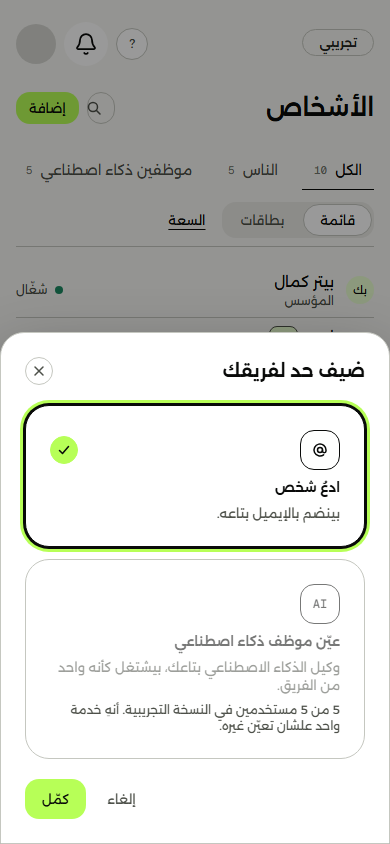 تجريبي
?
الأشخاص
إضافة
الكل 10
الناس 5
موظفين ذكاء اصطناعي 5
قائمة
بطاقات
السعة
بك
بيتر كمال
المؤسس
شغّال
ضيف حد لفريقك
@
ادعُ شخص
بينضم بالإيميل بتاعه.
AI
عيّن موظف ذكاء اصطناعي
وكيل الذكاء الاصطناعي بتاعك، بيشتغل كأنه واحد
من الفريق.
5 من 5 مستخدمين في النسخة التجريبية. أنهِ خدمة
واحد علشان تعيّن غيره.
إلغاء
كمّل